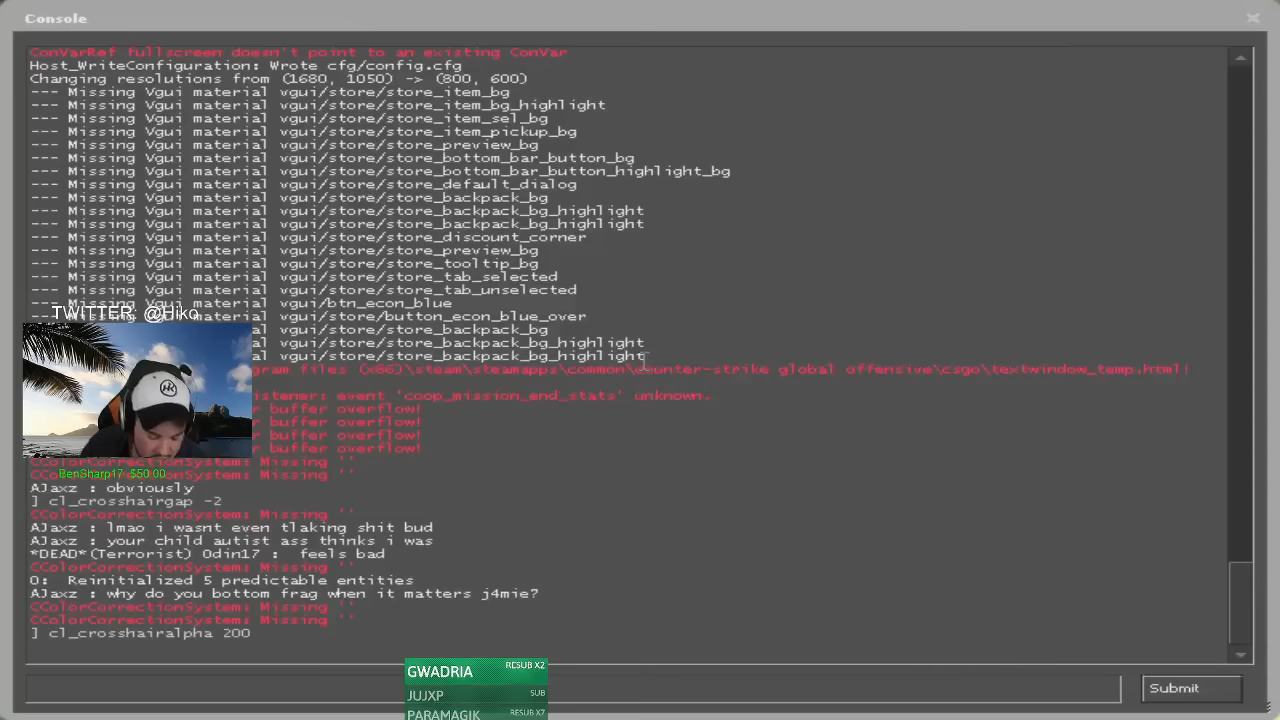 Console
ConVarRef fullscreen doesn't point to an existing ConVar
Host_WriteConfiguration: Wrote cfg/config.cfg
Changing resolutions from (1680, 1050) -> (800, 600)
--- Missing Vgui material vgui/store/store_item_bg
--- Missing Vgui material vgui/store/store_item_bg_highlight
--- Missing Vgui material vgui/store/store_item_sel_bg
--- Missing Vgui material vgui/store/store_item_pickup_bg
--- Missing Vgui material vgui/store/store_preview_bg
--- Missing Vgui material vgui/store/store_bottom_bar_button_bg
--- Missing Vgui material vgui/store/store_bottom_bar_button_highlight_bg
--- Missing Vgui material vgui/store/store_default_dialog
--- Missing Vgui material vgui/store/store_backpack_bg
--- Missing Vgui material vgui/store/store_backpack_bg_highlight
--- Missing Vgui material vgui/store/store_backpack_bg_highlight
--- Missing Vgui material vgui/store/store_discount_corner
--- Missing Vgui material vgui/store/store_preview_bg
--- Missing Vgui material vgui/store/store_tooltip_bg
--- Missing Vgui material vgui/store/store_tab_selected
--- Missing Vgui material vgui/store/store_tab_unselected
--- Missing Vgui material vgui/btn_econ_blue
--- Missing Vgui material vgui/store/button_econ_blue_over
TWITTER: @Hiko
al vgui/store/store_backpack_bg
al vgui/store/store_backpack_bg_highlight
al vgui/store/store_backpack_bg_highlight
gram files (x86)\steam\steamapps\common\counter-strike global offensive\csgo\textwindow_temp.html!
istener: event 'coop_mission_end_stats' unknown.
r buffer overflow!
r buffer overflow!
r buffer overflow!
r buffer overflow!
CColorCorrectionSystem: Missing ''
CColorCorrectionSystem: Missing ''
BenSharp17 $50.00
AJaxz : obviously
] cl_crosshairgap -2
CColorCorrectionSystem: Missing ''
AJaxz : lmao i wasnt even tlaking shit bud
AJaxz : your child autist ass thinks i was
*DEAD*(Terrorist) Odin17 :  feels bad
CColorCorrectionSystem: Missing ''
0:  Reinitialized 5 predictable entities
AJaxz : why do you bottom frag when it matters j4mie?
CColorCorrectionSystem: Missing ''
CColorCorrectionSystem: Missing ''
] cl_crosshairalpha 200
GWADRIA RESUB X2
JUJXP SUB
PARAMAGIK RESUB X7
Submit